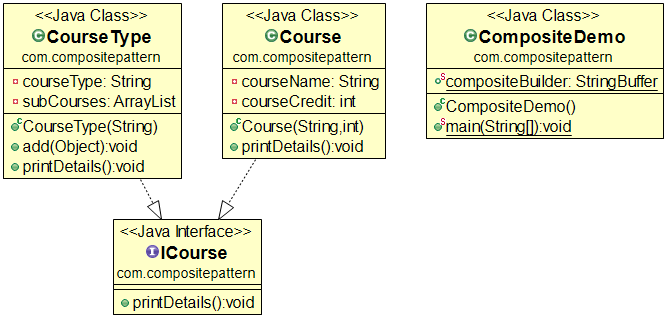 <<Java Class>>
CourseType
com.compositepattern
courseType: String
subCourses: ArrayList
CourseType(String)
add(Object):void
printDetails():void
<<Java Class>>
Course
com.compositepattern
courseName: String
courseCredit: int
Course(String,int)
printDetails():void
<<Java Class>>
CompositeDemo
com.compositepattern
compositeBuilder: StringBuffer
CompositeDemo()
main(String[]):void
<<Java Interface>>
ICourse
com.compositepattern
printDetails():void